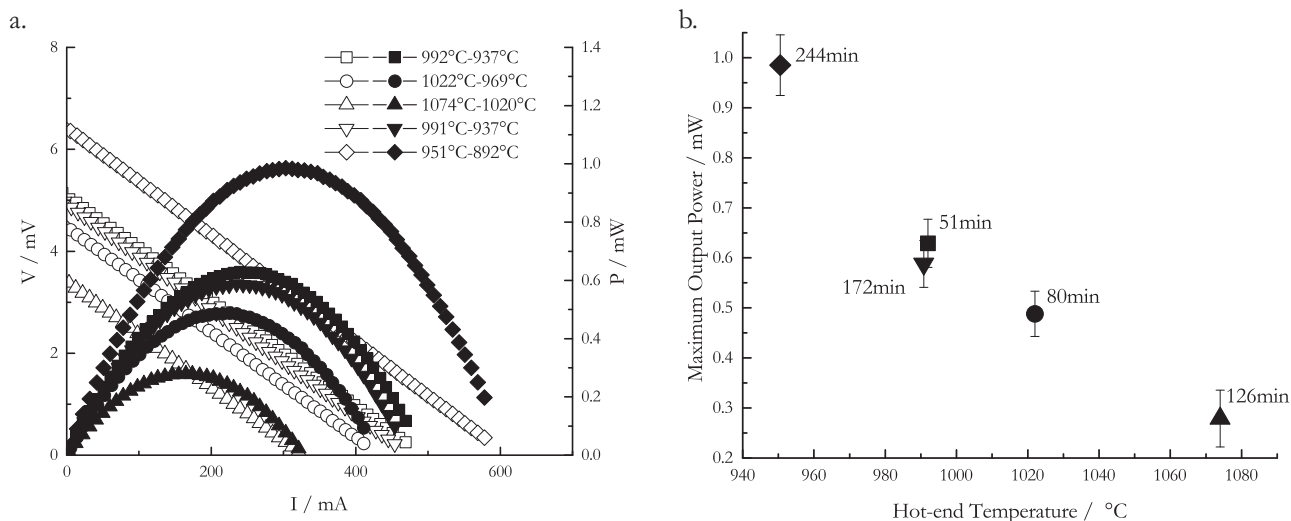 a.
8
6
4
2
0
V / mV
1.4
1.2
1.0
0.8
0.6
0.4
0.2
0.0
P / mW
992°C-937°C
1022°C-969°C
1074°C-1020°C
991°C-937°C
951°C-892°C
0
200
400
600
I / mA
b.
1.0
0.9
0.8
0.7
0.6
0.5
0.4
0.3
0.2
Maximum Output Power / mW
244min
51min
172min
80min
126min
940
960
980
1000
1020
1040
1060
1080
Hot-end Temperature / °C